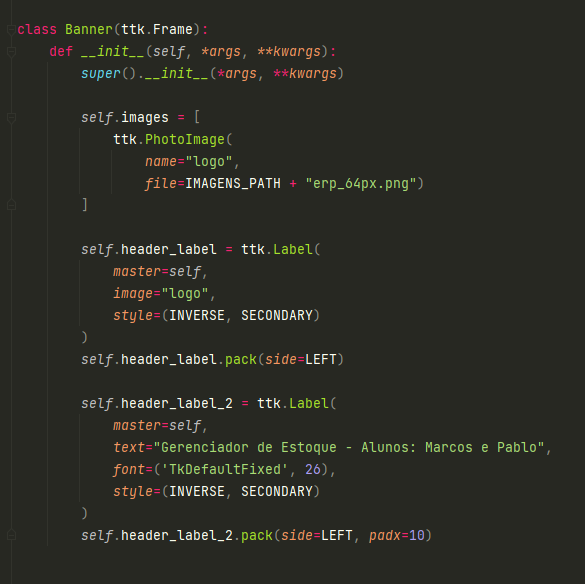 class Banner(ttk.Frame):
    def __init__(self, *args, **kwargs):
        super().__init__(*args, **kwargs)

        self.images = [
            ttk.PhotoImage(
                name="logo",
                file=IMAGENS_PATH + "erp_64px.png")
        ]

        self.header_label = ttk.Label(
            master=self,
            image="logo",
            style=(INVERSE, SECONDARY)
        )
        self.header_label.pack(side=LEFT)

        self.header_label_2 = ttk.Label(
            master=self,
            text="Gerenciador de Estoque - Alunos: Marcos e Pablo",
            font=('TkDefaultFixed', 26),
            style=(INVERSE, SECONDARY)
        )
        self.header_label_2.pack(side=LEFT, padx=10)